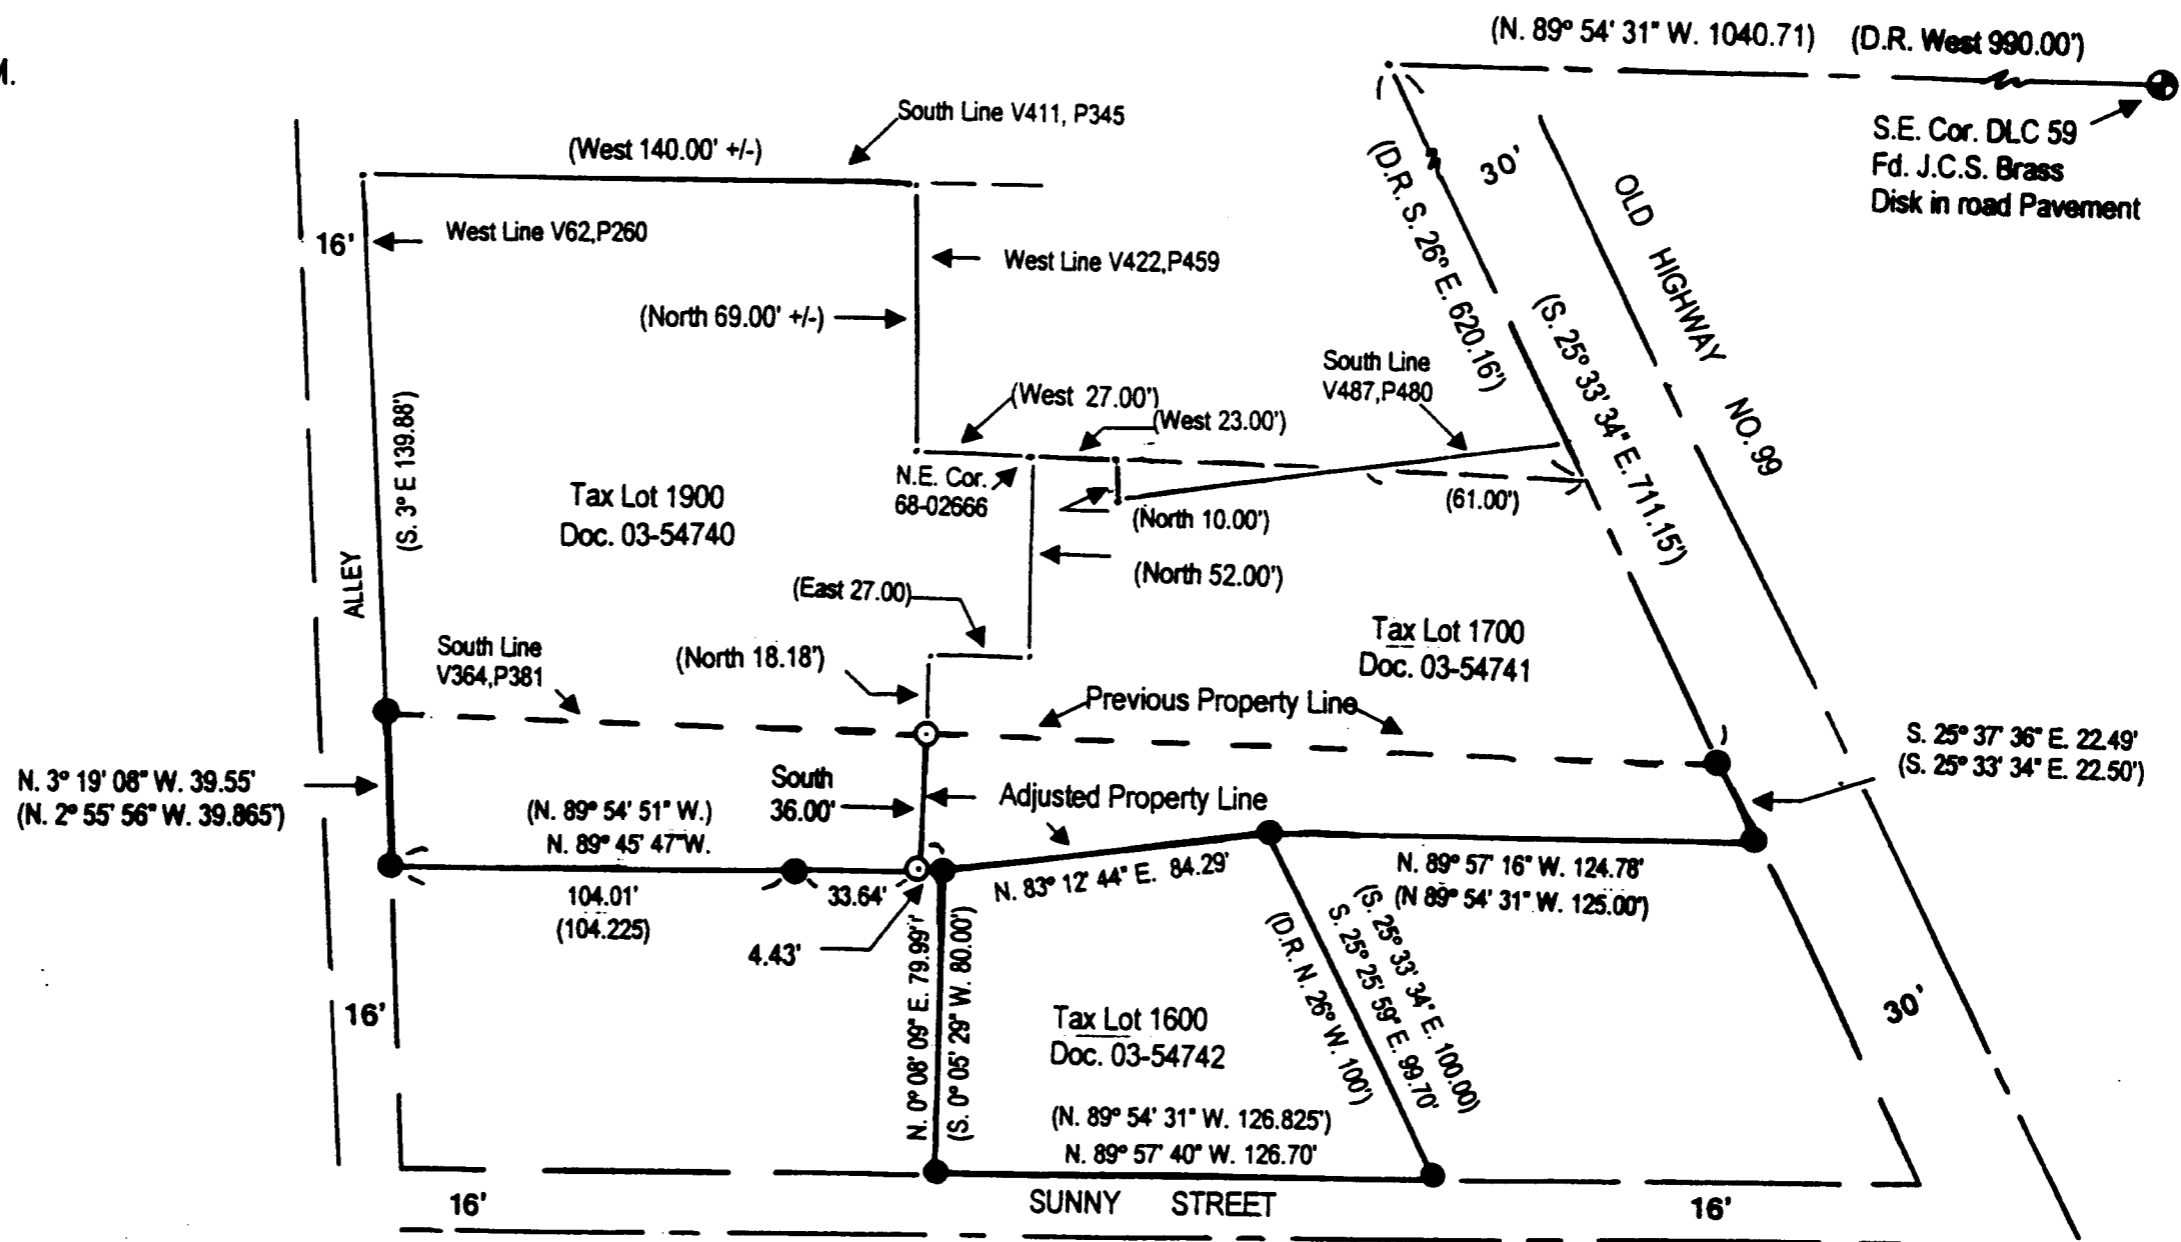 (N. 89° 54' 31" W. 1040.71) (D.R. West 990.00')
M.
South Line V411, P345
(West 140.00' +/-)
S.E. Cor. DLC 59
Fd. J.C.S. Brass
Disk in road Pavement
30'
OLD HIGHWAY NO. 99
(D.R. S. 26° E. 620.16')
(S. 25° 33' 34" E. 711.15')
16'
West Line V62,P260
West Line V422,P459
(North 69.00' +/-)
South Line
V487,P480
(West 27.00')
(West 23.00')
(S. 3° E 139.88')
N.E. Cor.
68-02666
(61.00')
Tax Lot 1900
Doc. 03-54740
(North 10.00')
(North 52.00')
ALLEY
(East 27.00)
South Line
V364,P381
(North 18.18')
Tax Lot 1700
Doc. 03-54741
Previous Property Line
S. 25° 37' 36" E. 22.49'
(S. 25° 33' 34" E. 22.50')
N. 3° 19' 08" W. 39.55'
(N. 2° 55' 56" W. 39.865')
South
36.00'
Adjusted Property Line
(N. 89° 54' 51" W.)
N. 89° 45' 47"W.
104.01'
(104.225)
33.64'
4.43'
N. 83° 12' 44" E. 84.29'
N. 89° 57' 16" W. 124.78'
(N 89° 54' 31" W. 125.00')
N. 0° 08' 09" E. 79.99'
(S. 0° 05' 29" W. 80.00')
(D.R. N. 26° W. 100')
S. 25° 25' 59" E. 99.70'
(S. 25° 33' 34" E. 100.00)
16'
30'
Tax Lot 1600
Doc. 03-54742
(N. 89° 54' 31" W. 126.825')
N. 89° 57' 40" W. 126.70'
16'
SUNNY STREET
16'